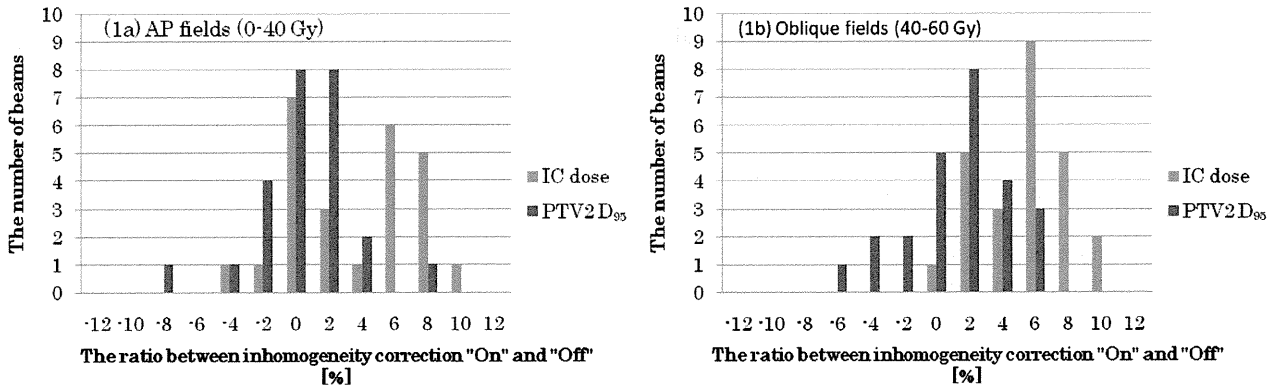 (1a) AP fields (0-40 Gy)
The number of beams
10
9
8
7
6
5
4
3
2
1
0
-12 -10 -8 -6 -4 -2 0 2 4 6 8 10 12
The ratio between inhomogeneity correction "On" and "Off"
[%]
IC dose
PTV2 D95
(1b) Oblique fields (40-60 Gy)
The number of beams
10
9
8
7
6
5
4
3
2
1
0
-12 -10 -8 -6 -4 -2 0 2 4 6 8 10 12
The ratio between inhomogeneity correction "On" and "Off"
[%]
IC dose
PTV2 D95